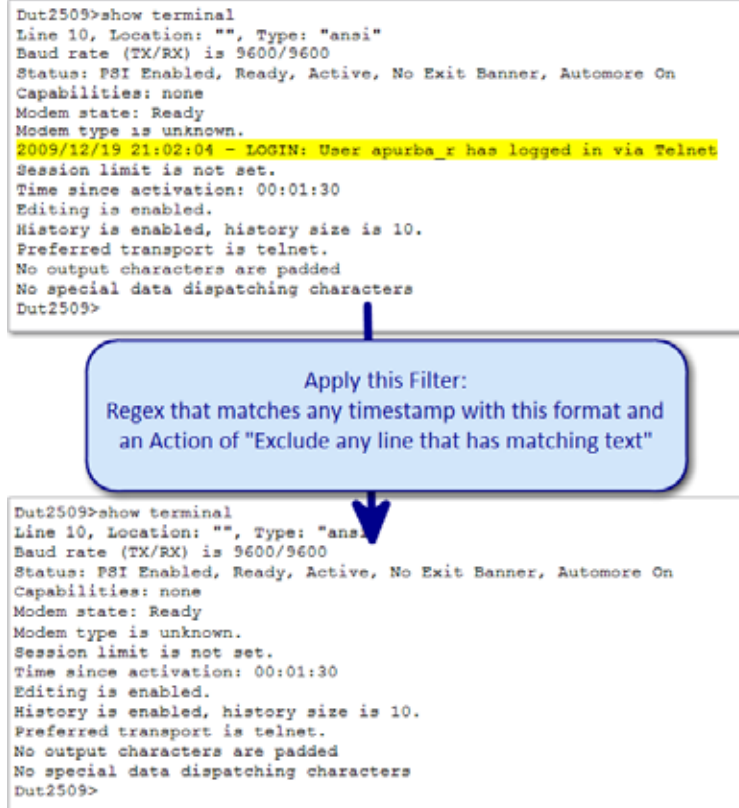 Dut2509>show terminal
Line 10, Location: "", Type: "ansi"
Baud rate (TX/RX) is 9600/9600
Status: PSI Enabled, Ready, Active, No Exit Banner, Automore On
Capabilities: none
Modem state: Ready
Modem type is unknown.
2009/12/19 21:02:04 - LOGIN: User apurba_r has logged in via Telnet
Session limit is not set.
Time since activation: 00:01:30
Editing is enabled.
History is enabled, history size is 10.
Preferred transport is telnet.
No output characters are padded
No special data dispatching characters
Dut2509>
Apply this Filter:
Regex that matches any timestamp with this format and
an Action of "Exclude any line that has matching text"
Dut2509>show terminal
Line 10, Location: "", Type: "ansi
Baud rate (TX/RX) is 9600/9600
Status: PSI Enabled, Ready, Active, No Exit Banner, Automore On
Capabilities: none
Modem state: Ready
Modem type is unknown.
Session limit is not set.
Time since activation: 00:01:30
Editing is enabled.
History is enabled, history size is 10.
Preferred transport is telnet.
No output characters are padded
No special data dispatching characters
Dut2509>